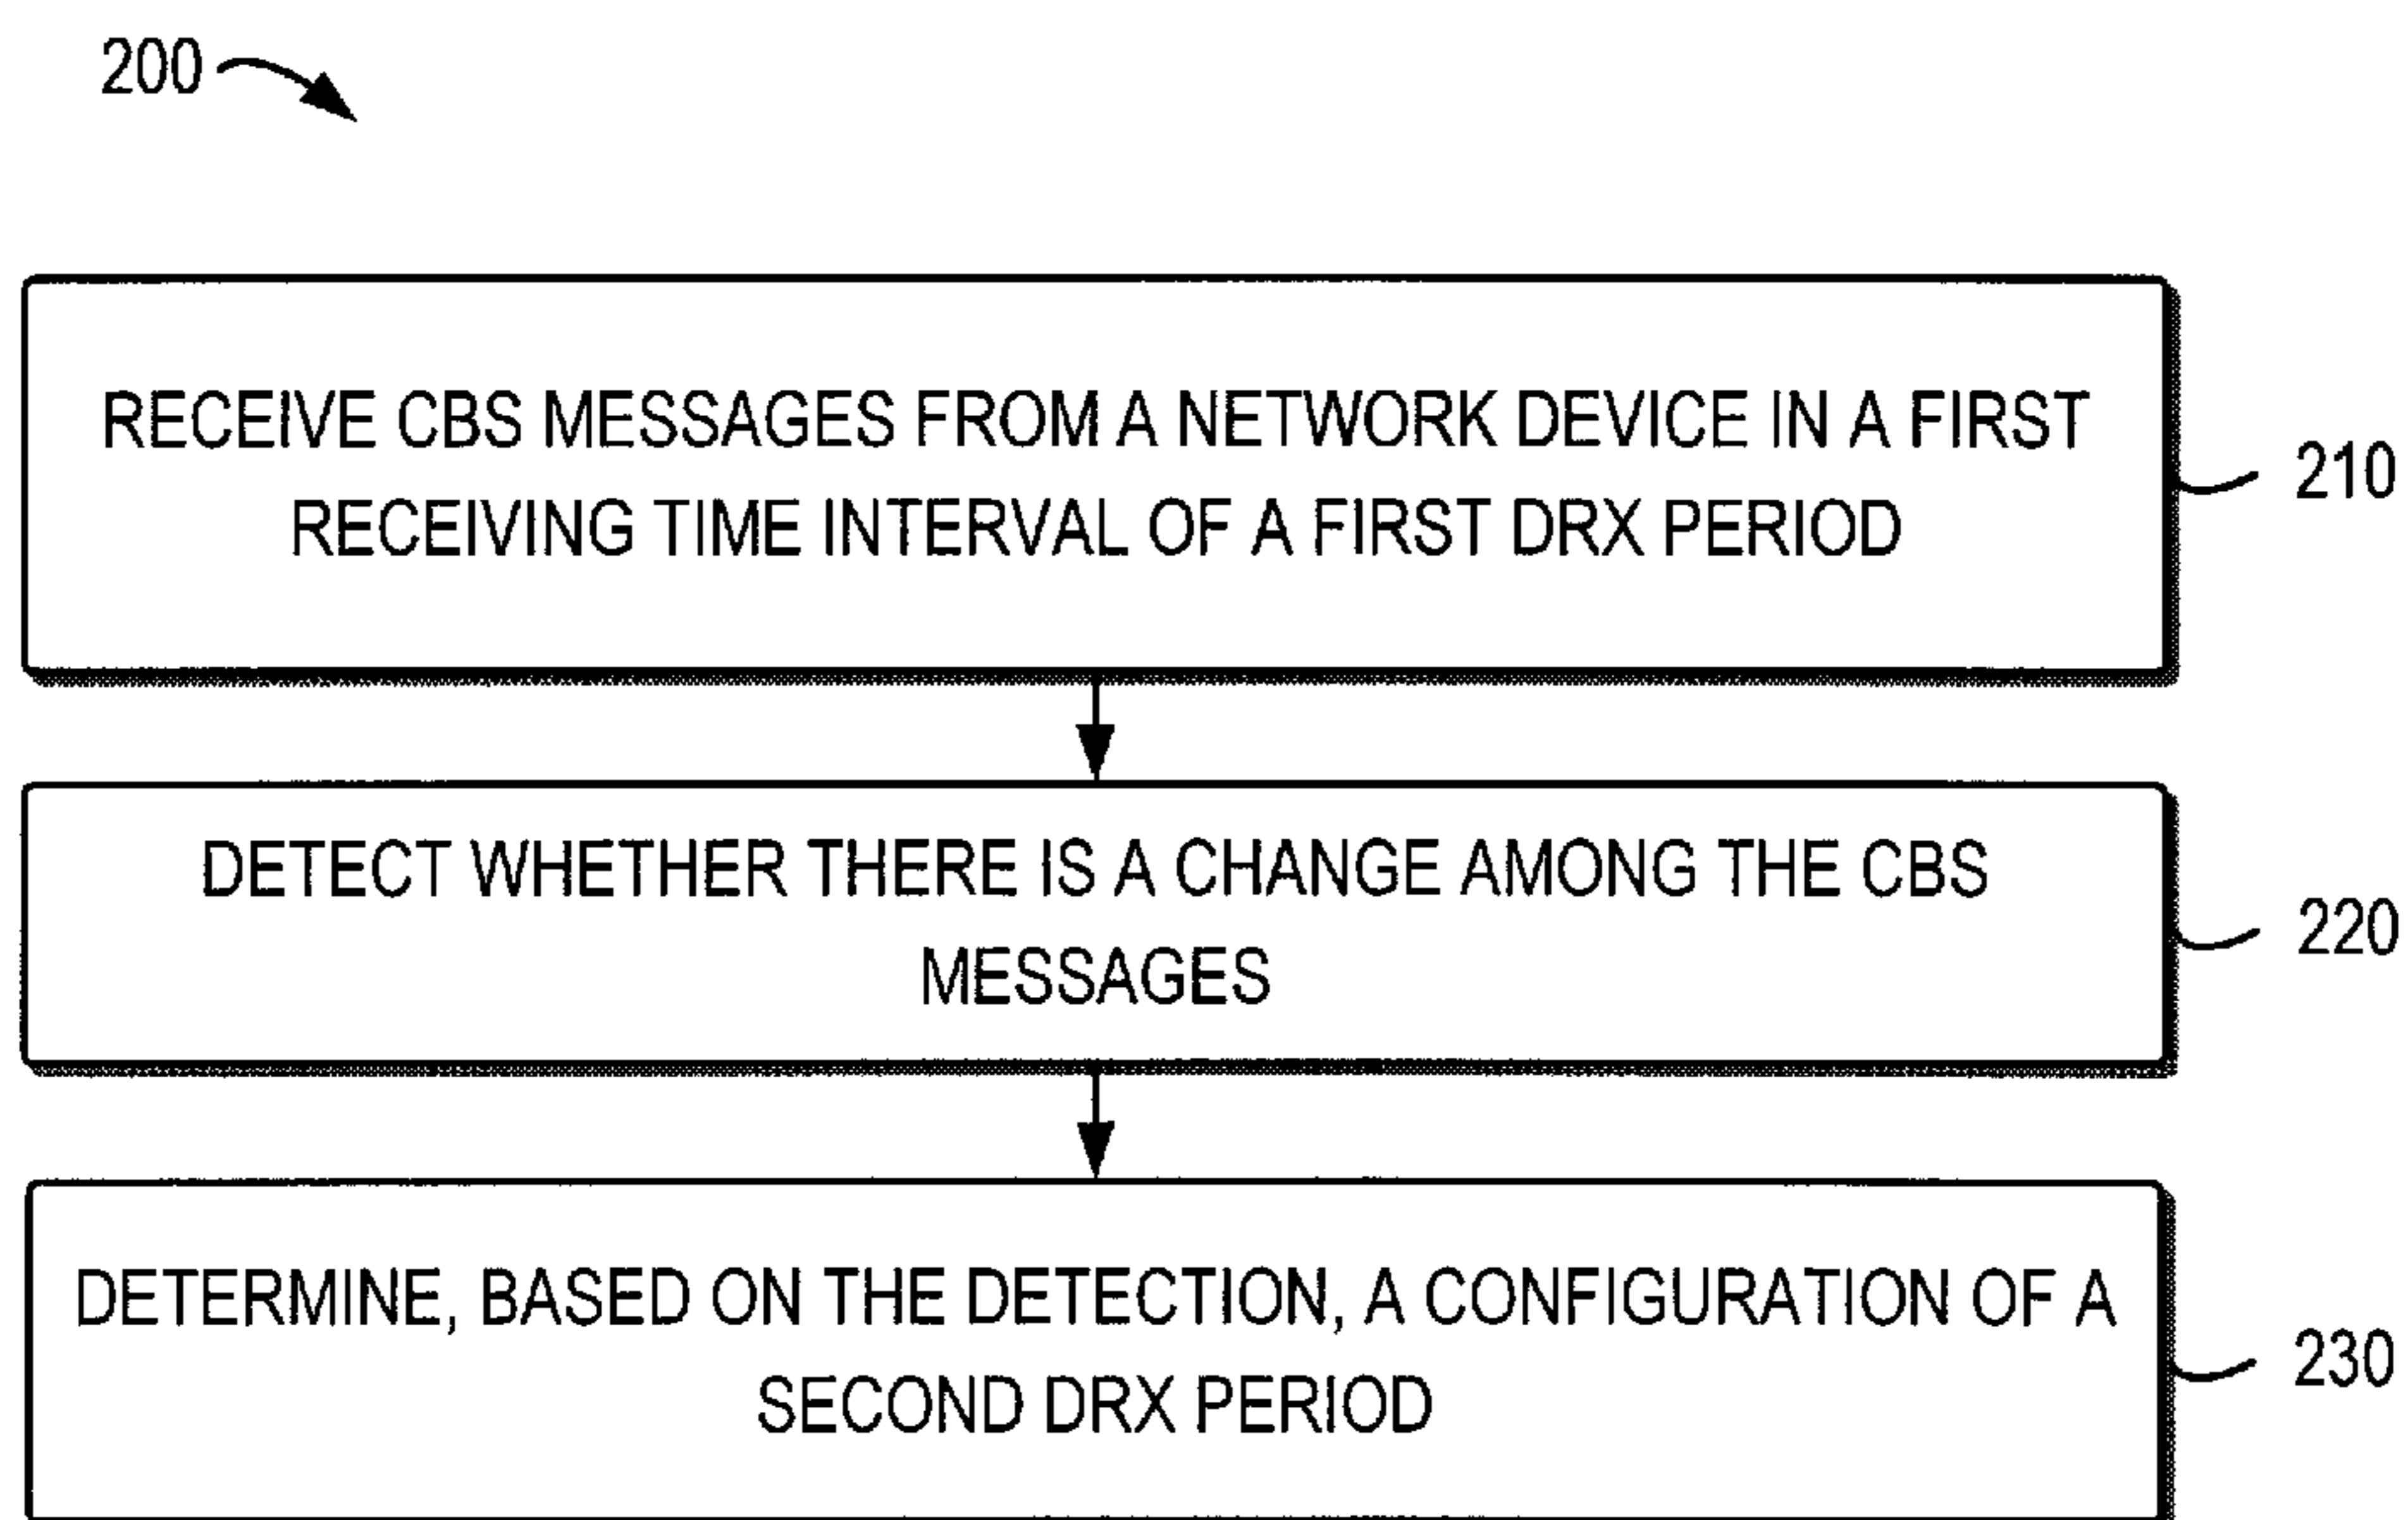 200
RECEIVE CBS MESSAGES FROM A NETWORK DEVICE IN A FIRST
RECEIVING TIME INTERVAL OF A FIRST DRX PERIOD
210
DETECT WHETHER THERE IS A CHANGE AMONG THE CBS
MESSAGES
220
DETERMINE, BASED ON THE DETECTION, A CONFIGURATION OF A
SECOND DRX PERIOD
230